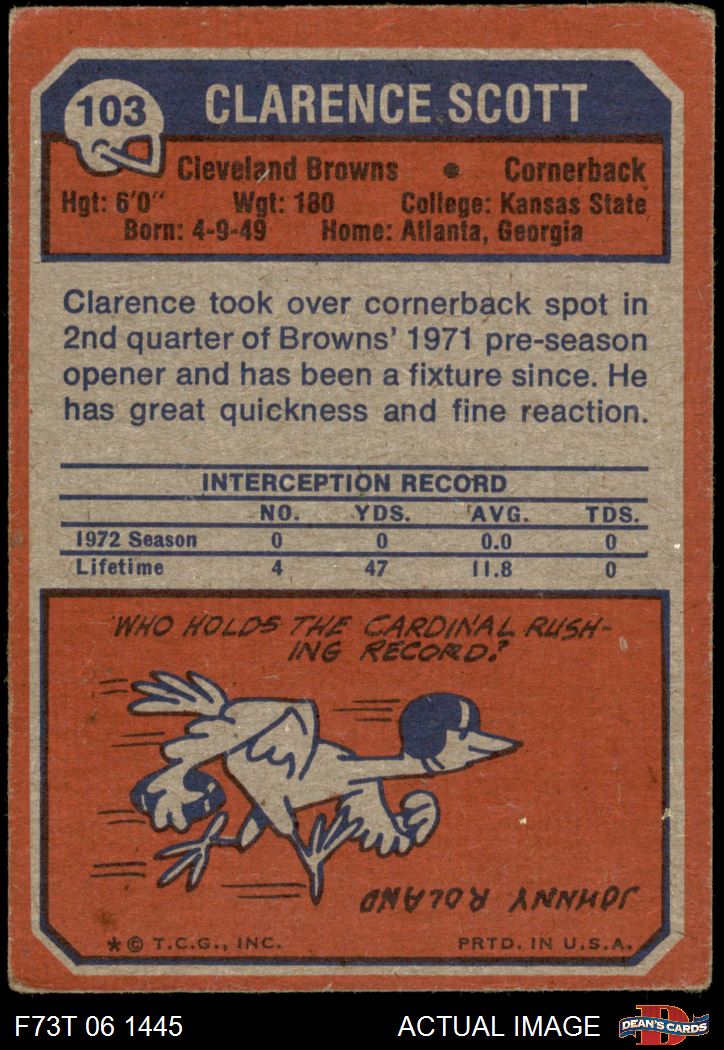 103
CLARENCE SCOTT
Cleveland Browns • Cornerback
Hgt: 6'0" Wgt: 180 College: Kansas State
Born: 4-9-49 Home: Atlanta, Georgia
Clarence took over cornerback spot in
2nd quarter of Browns' 1971 pre-season
opener and has been a fixture since. He
has great quickness and fine reaction.
INTERCEPTION RECORD
NO. YDS. AVG. TDS.
1972 Season 0 0 0.0 0
Lifetime 4 47 11.8 0
WHO HOLDS THE CARDINAL RUSH-
ING RECORD?
JOHNNY ROLAND
*© T.C.G., INC. PRTD. IN U.S.A.
F73T 06 1445 ACTUAL IMAGE
D
DEAN'S CARDS